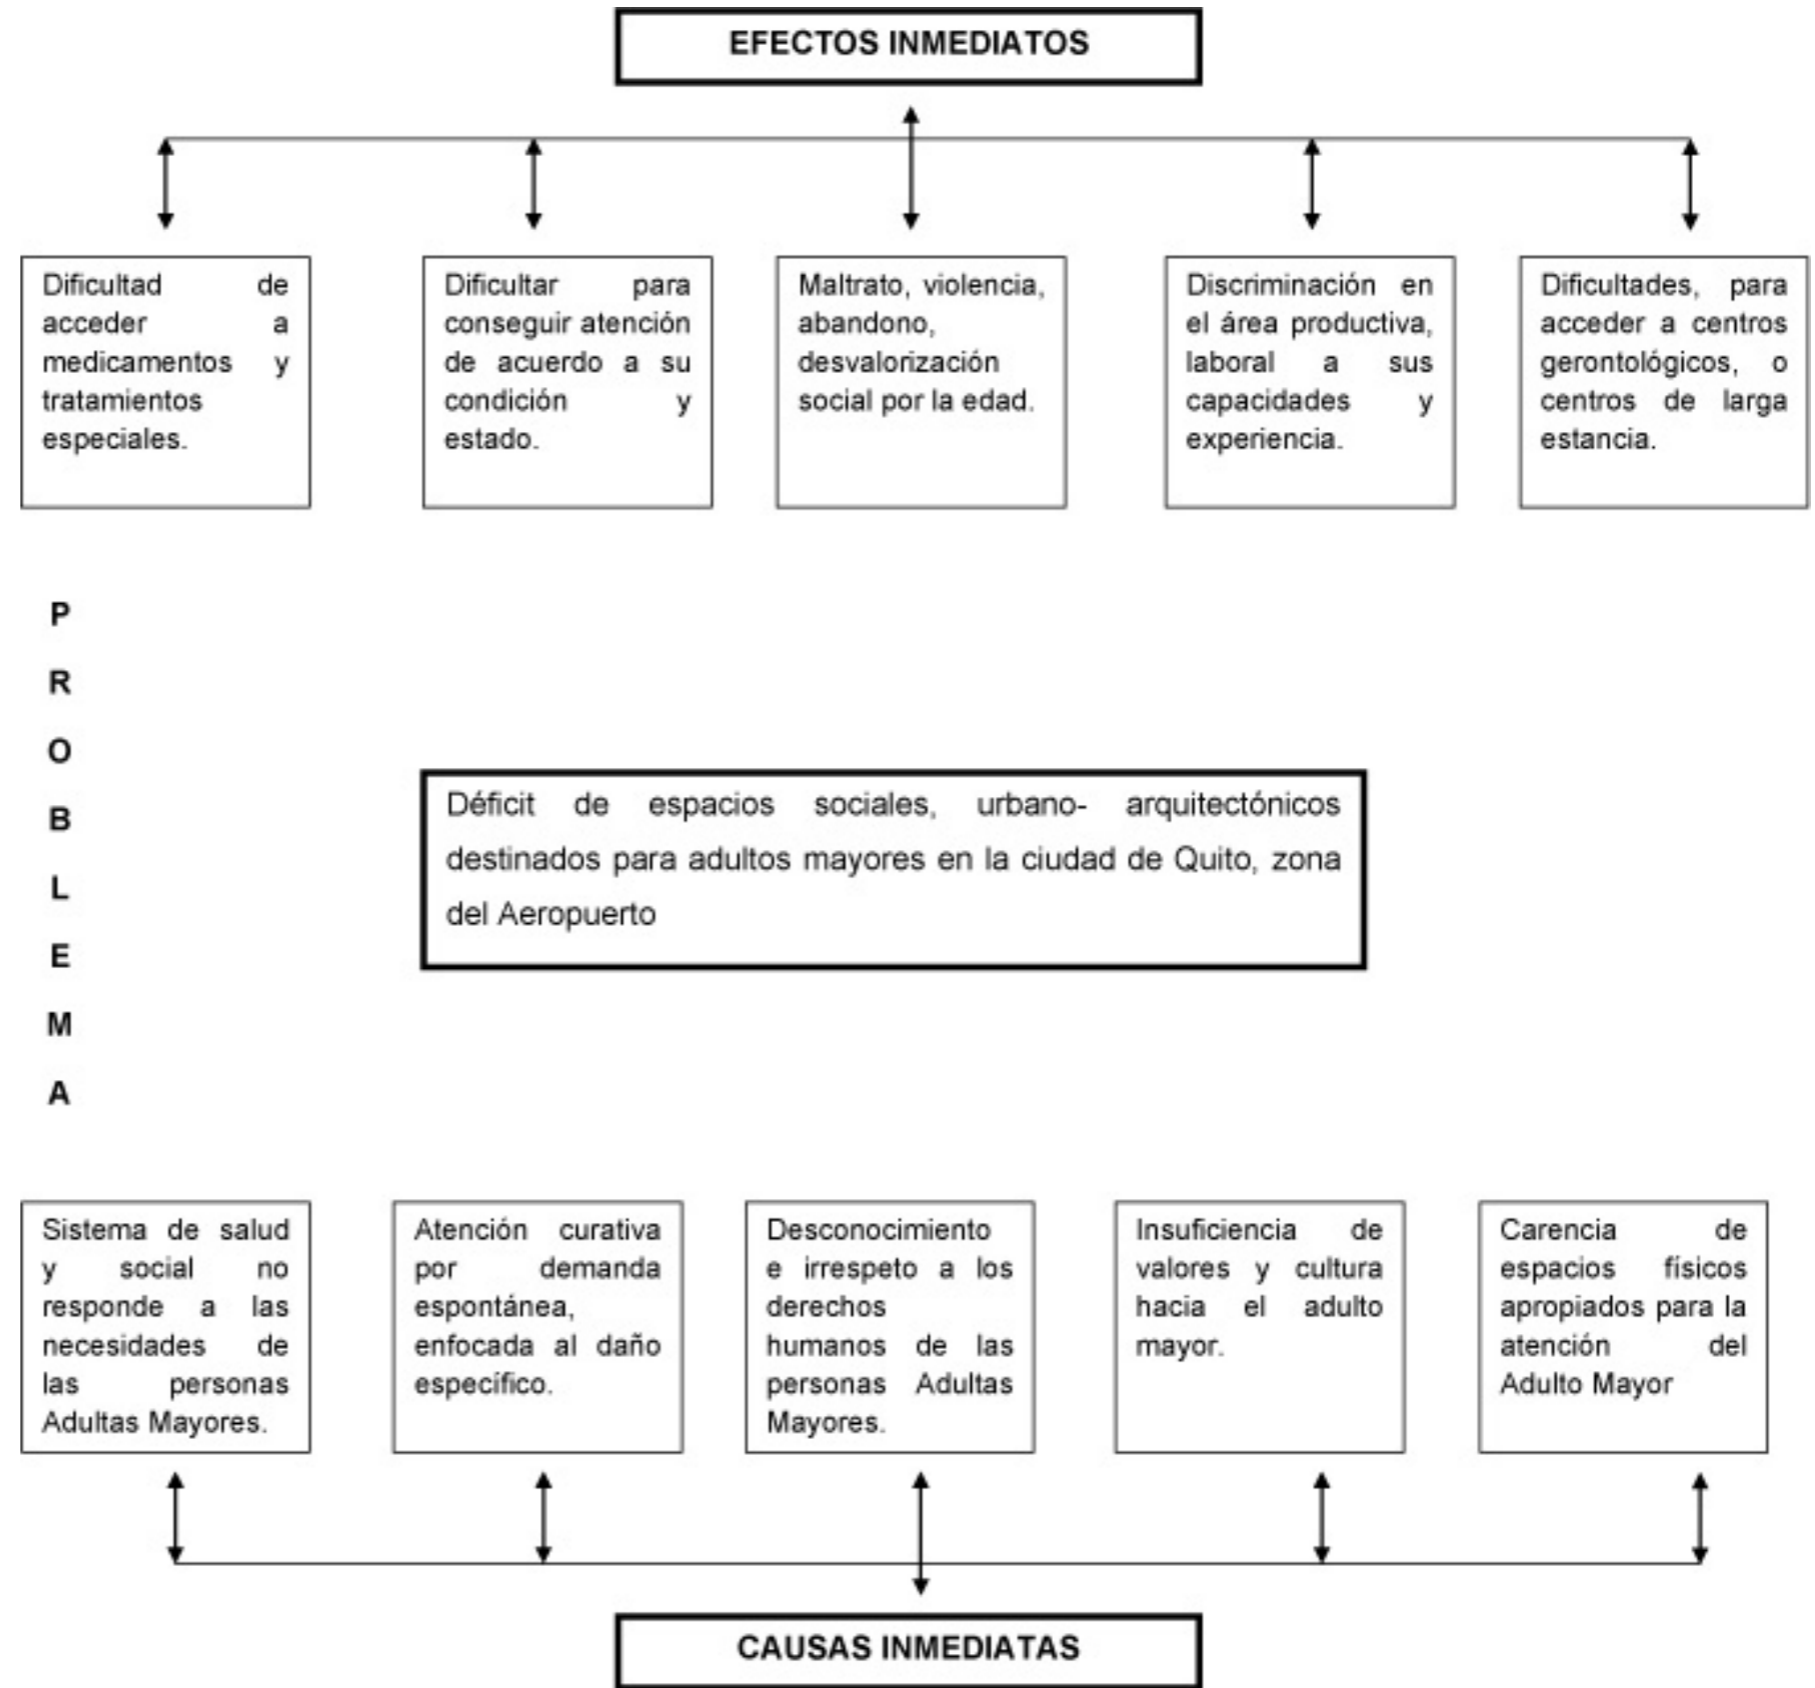 EFECTOS INMEDIATOS
Dificultad de
acceder a
medicamentos y
tratamientos
especiales.
Dificultar para
conseguir atención
de acuerdo a su
condición y
estado.
Maltrato, violencia,
abandono,
desvalorización
social por la edad.
Discriminación en
el área productiva,
laboral a sus
capacidades y
experiencia.
Dificultades, para
acceder a centros
gerontológicos, o
centros de larga
estancia.
P
R
O
B
L
E
M
A
Déficit de espacios sociales, urbano- arquitectónicos
destinados para adultos mayores en la ciudad de Quito, zona
del Aeropuerto
Sistema de salud
y social no
responde a las
necesidades de
las personas
Adultas Mayores.
Atención curativa
por demanda
espontánea,
enfocada al daño
específico.
Desconocimiento
e irrespeto a los
derechos
humanos de las
personas Adultas
Mayores.
Insuficiencia de
valores y cultura
hacia el adulto
mayor.
Carencia de
espacios físicos
apropiados para la
atención del
Adulto Mayor
CAUSAS INMEDIATAS